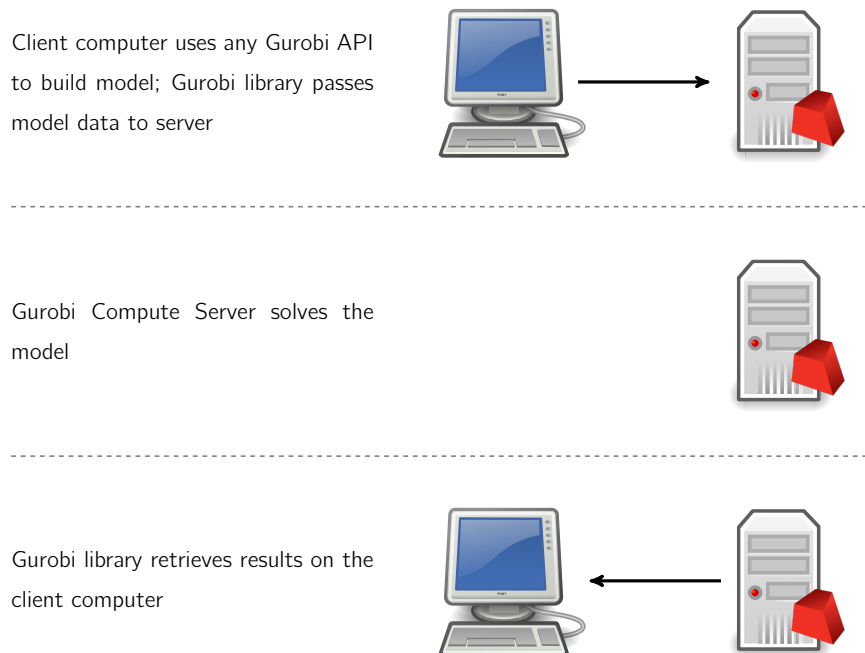 Client computer uses any Gurobi API
to build model; Gurobi library passes
model data to server
Gurobi Compute Server solves the
model
Gurobi library retrieves results on the
client computer